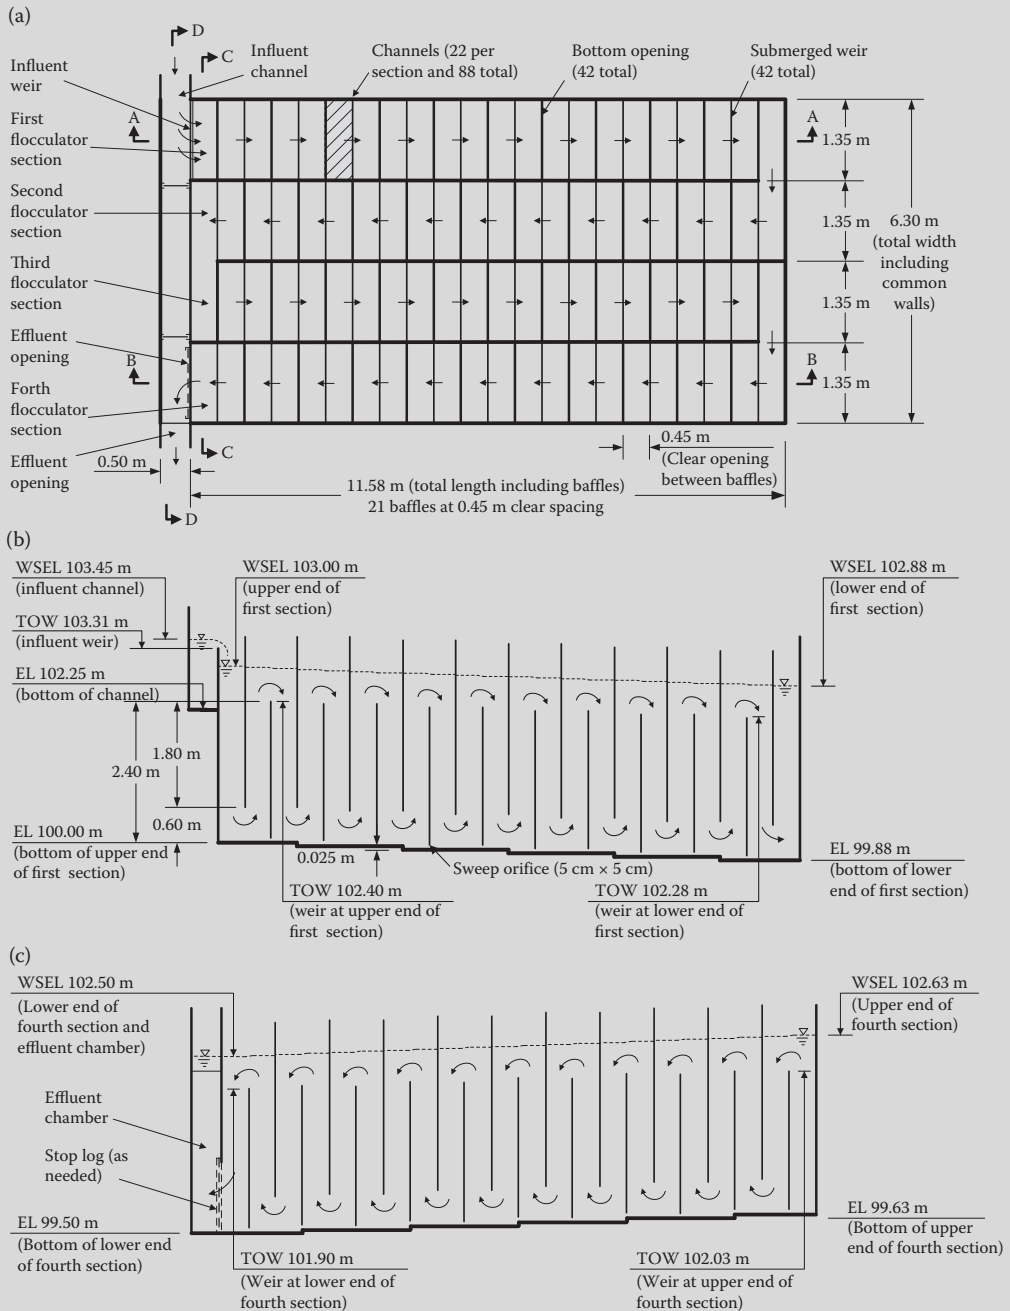 (a)
D
C
Influent
channel
Channels (22 per
section and 88 total)
Bottom opening
(42 total)
Submerged weir
(42 total)
Influent
weir
A
A
First
flocculator
section
1.35 m
Second
flocculator
section
1.35 m
6.30 m
(total width
including
common
walls)
Third
flocculator
section
1.35 m
Effluent
opening
B
B
Forth
flocculator
section
1.35 m
Effluent
opening
0.50 m
C
D
0.45 m
(Clear opening
between baffles)
11.58 m (total length including baffles)
21 baffles at 0.45 m clear spacing
(b)
WSEL 103.45 m
(influent channel)
WSEL 103.00 m
(upper end of
first section)
WSEL 102.88 m
(lower end of
first section)
TOW 103.31 m
(influent weir)
EL 102.25 m
(bottom of channel)
1.80 m
2.40 m
0.60 m
EL 100.00 m
(bottom of upper end
of first section)
0.025 m
Sweep orifice (5 cm × 5 cm)
EL 99.88 m
(bottom of lower
end of first section)
TOW 102.40 m
(weir at upper end of
first section)
TOW 102.28 m
(weir at lower end of
first section)
(c)
WSEL 102.50 m
(Lower end of
fourth section and
effluent chamber)
WSEL 102.63 m
(Upper end of
fourth section)
Effluent
chamber
Stop log (as
needed)
EL 99.50 m
(Bottom of lower end
of fourth section)
EL 99.63 m
(Bottom of upper
end of fourth section)
TOW 101.90 m
(Weir at lower end of
fourth section)
TOW 102.03 m
(Weir at upper end of
fourth section)